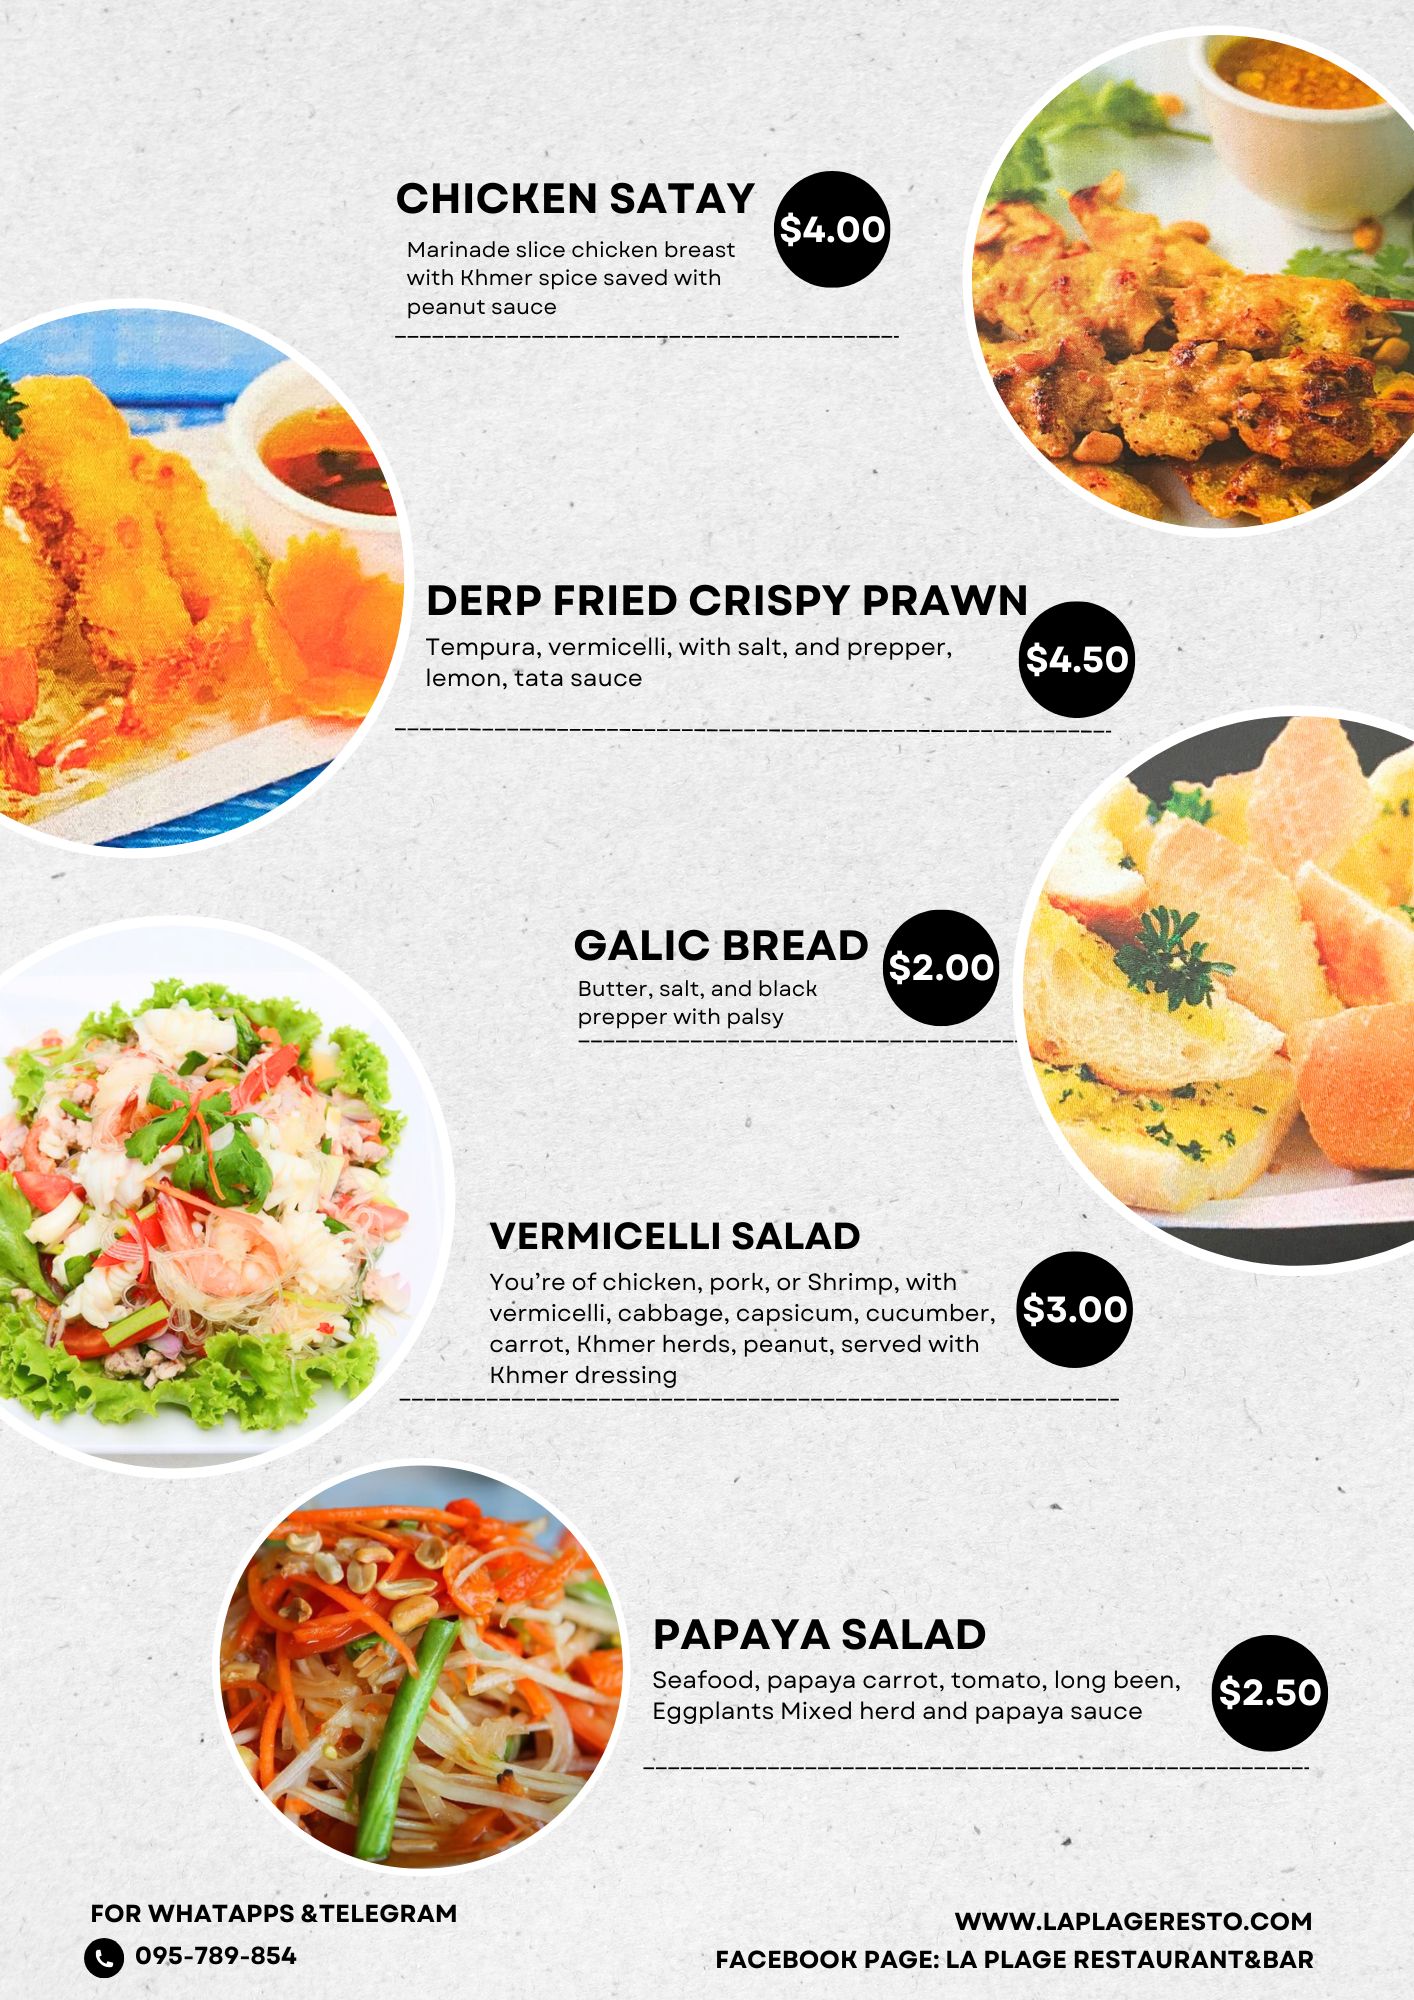 CHICKEN SATAY
$4.00
Marinade slice chicken breast
with Khmer spice saved with
peanut sauce
DERP FRIED CRISPY PRAWN
Tempura, vermicelli, with salt, and prepper,
lemon, tata sauce
$4.50
GALIC BREAD
$2.00
Butter, salt, and black
prepper with palsy
VERMICELLI SALAD
You’re of chicken, pork, or Shrimp, with
vermicelli, cabbage, capsicum, cucumber,
carrot, Khmer herds, peanut, served with
Khmer dressing
$3.00
PAPAYA SALAD
Seafood, papaya carrot, tomato, long been,
Eggplants Mixed herd and papaya sauce
$2.50
FOR WHATAPPS &TELEGRAM
095-789-854
WWW.LAPLAGERESTO.COM
FACEBOOK PAGE: LA PLAGE RESTAURANT&BAR